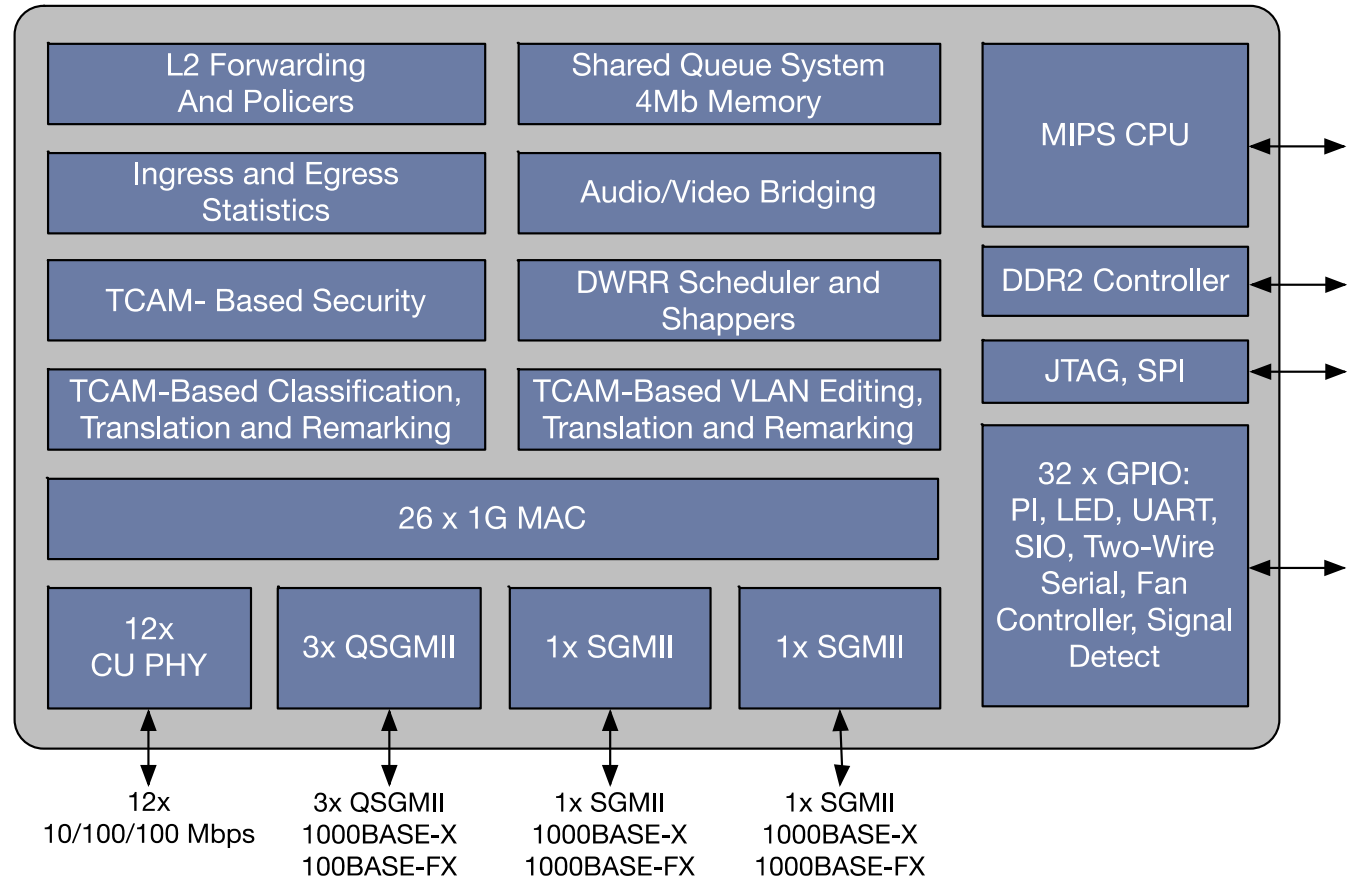 L2 Forwarding
And Policers
Shared Queue System
4Mb Memory
MIPS CPU
Ingress and Egress
Statistics
Audio/Video Bridging
DDR2 Controller
TCAM- Based Security
DWRR Scheduler and
Shappers
JTAG, SPI
TCAM-Based Classification,
Translation and Remarking
TCAM-Based VLAN Editing,
Translation and Remarking
32 x GPIO:
PI, LED, UART,
SIO, Two-Wire
Serial, Fan
Controller, Signal
Detect
26 x 1G MAC
12x
CU PHY
3x QSGMII
1x SGMII
1x SGMII
12x
10/100/100 Mbps
3x QSGMII
1000BASE-X
100BASE-FX
1x SGMII
1000BASE-X
1000BASE-FX
1x SGMII
1000BASE-X
1000BASE-FX